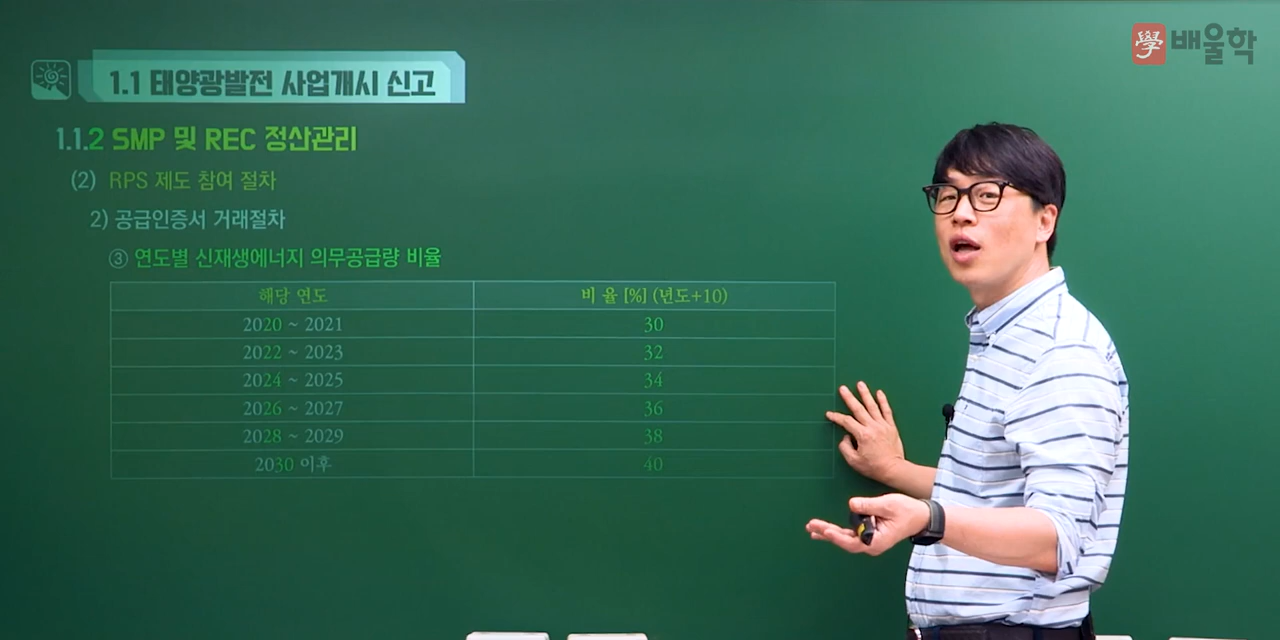 學 배울학
1.1 태양광발전 사업개시 신고
1.1.2 SMP 및 REC 정산관리
(2) RPS 제도 참여 절차
2) 공급인증서 거래절차
③ 연도별 신재생에너지 의무공급량 비율
해당 연도 비 율 [%] (년도+10)
2020 ~ 2021 30
2022 ~ 2023 32
2024 ~ 2025 34
2026 ~ 2027 36
2028 ~ 2029 38
2030 이후 40